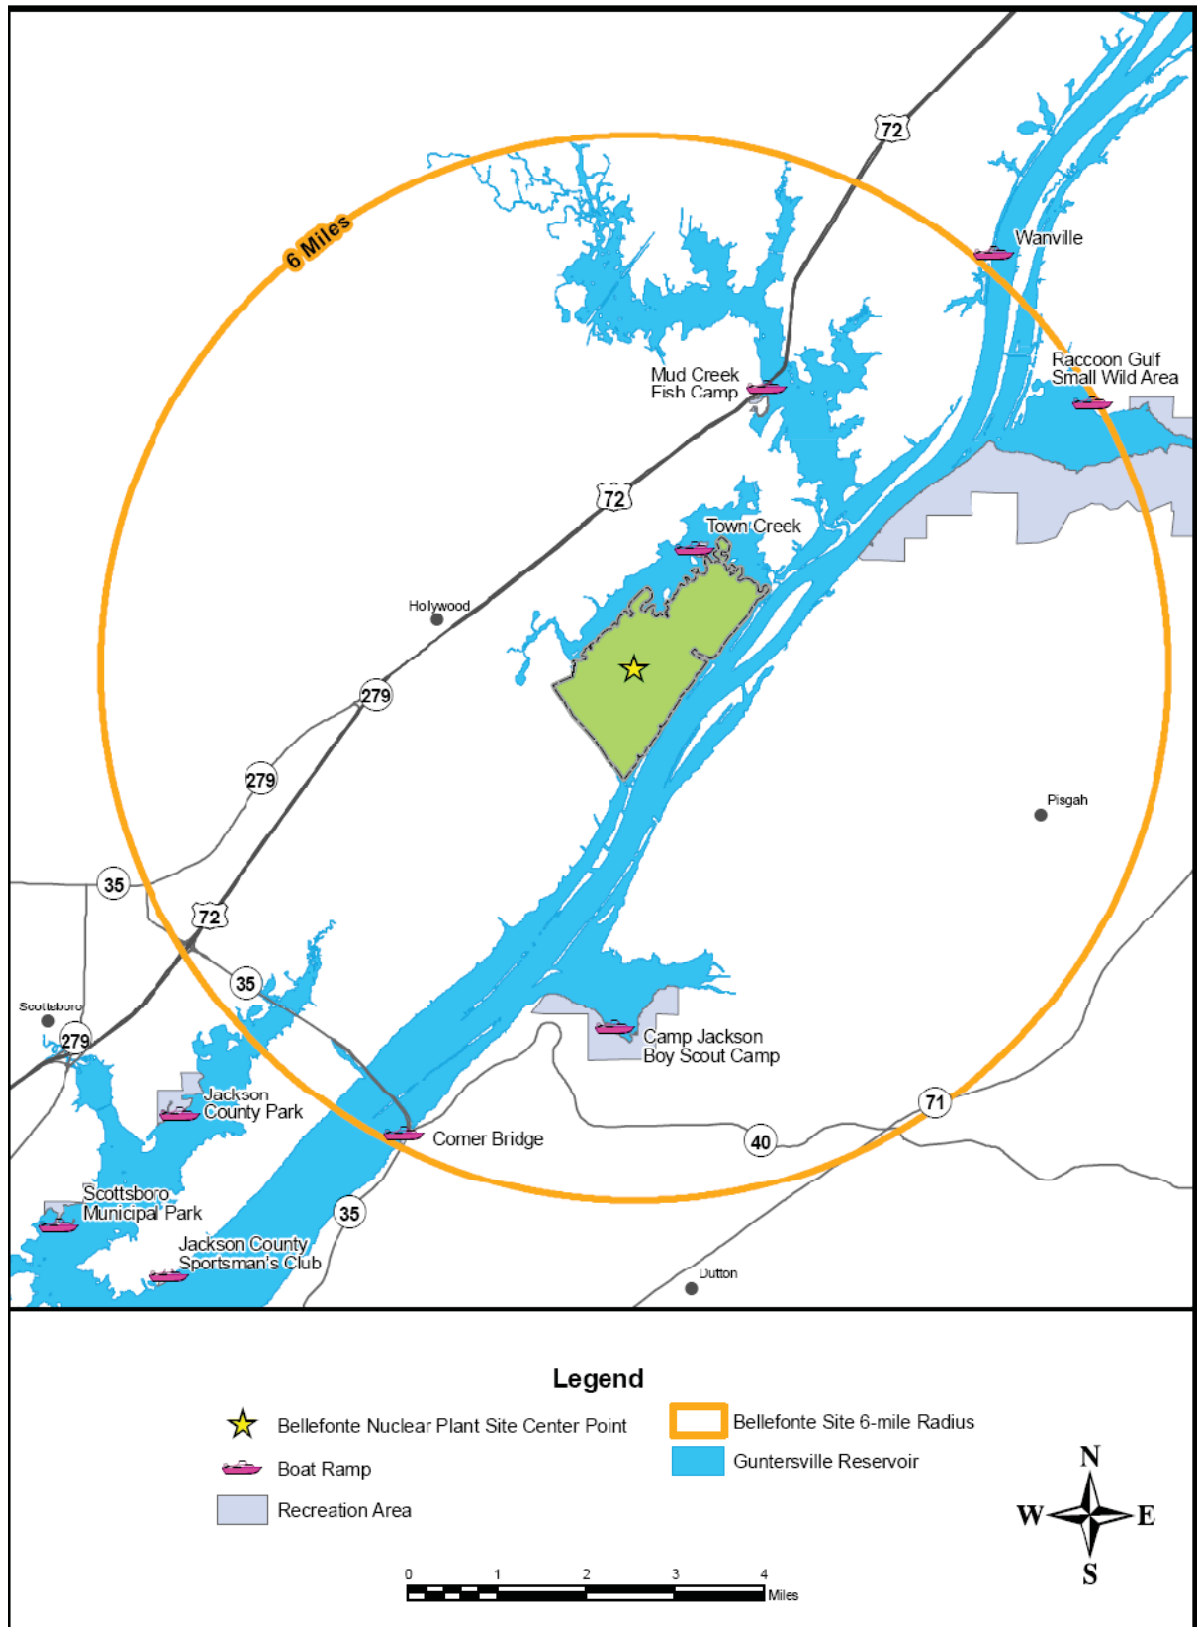 72
6 Miles
Wanville
Raccoon Gulf
Small Wild Area
Mud Creek
Fish Camp
72
Town Creek
Holywood
279
279
Pisgah
35
72
35
Scottsboro
279
Camp Jackson
Boy Scout Camp
Jackson
County Park
71
Comer Bridge
40
Scottsboro
Municipal Park
35
Jackson County
Sportsman's Club
Dutton
Legend
Bellefonte Nuclear Plant Site Center Point
Bellefonte Site 6-mile Radius
Boat Ramp
Guntersville Reservoir
Recreation Area
N
W E
S
0 1 2 3 4
Miles